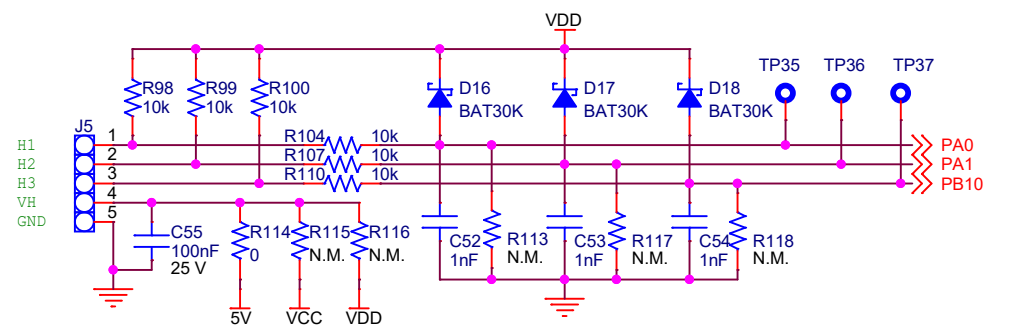 VDD
TP35 TP36 TP37
R98 R99 R100 D16 D17 D18
10k 10k 10k BAT30K BAT30K BAT30K
J5
H1 1 R104 10k PA0
H2 2 R107 10k PA1
H3 3 R110 10k PB10
VH 4
GND 5
C55 R114 R115 R116 C52 R113 C53 R117 C54 R118
100nF 0 N.M. N.M. 1nF N.M. 1nF N.M. 1nF N.M.
25 V
5V VCC VDD